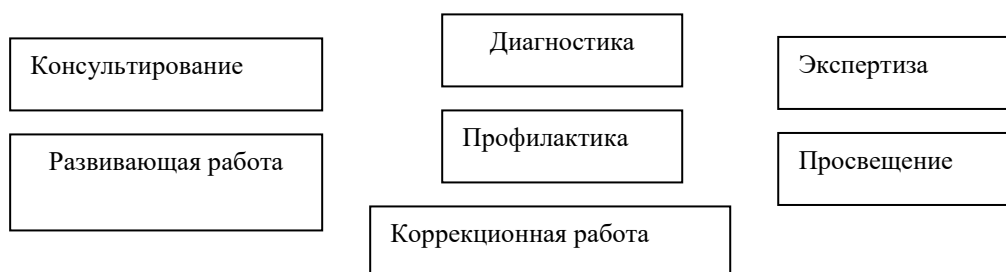 Консультирование
Диагностика
Экспертиза
Развивающая работа
Профилактика
Просвещение
Коррекционная работа